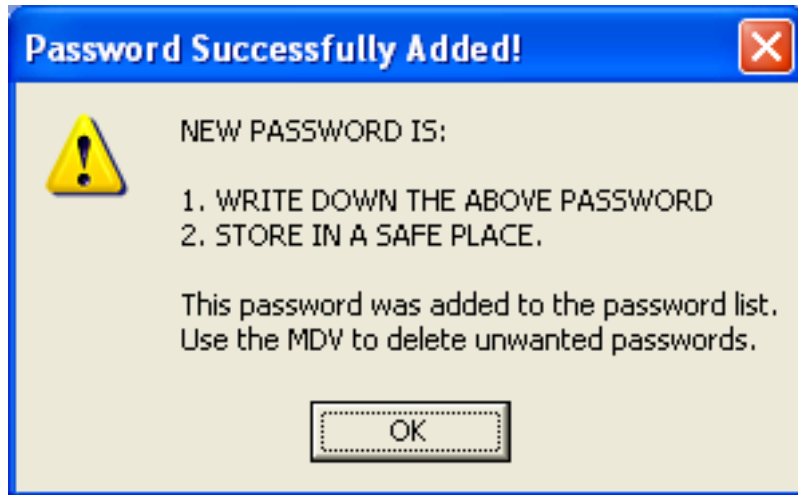 Password Successfully Added!
NEW PASSWORD IS:
1. WRITE DOWN THE ABOVE PASSWORD
2. STORE IN A SAFE PLACE.
This password was added to the password list.
Use the MDV to delete unwanted passwords.
OK